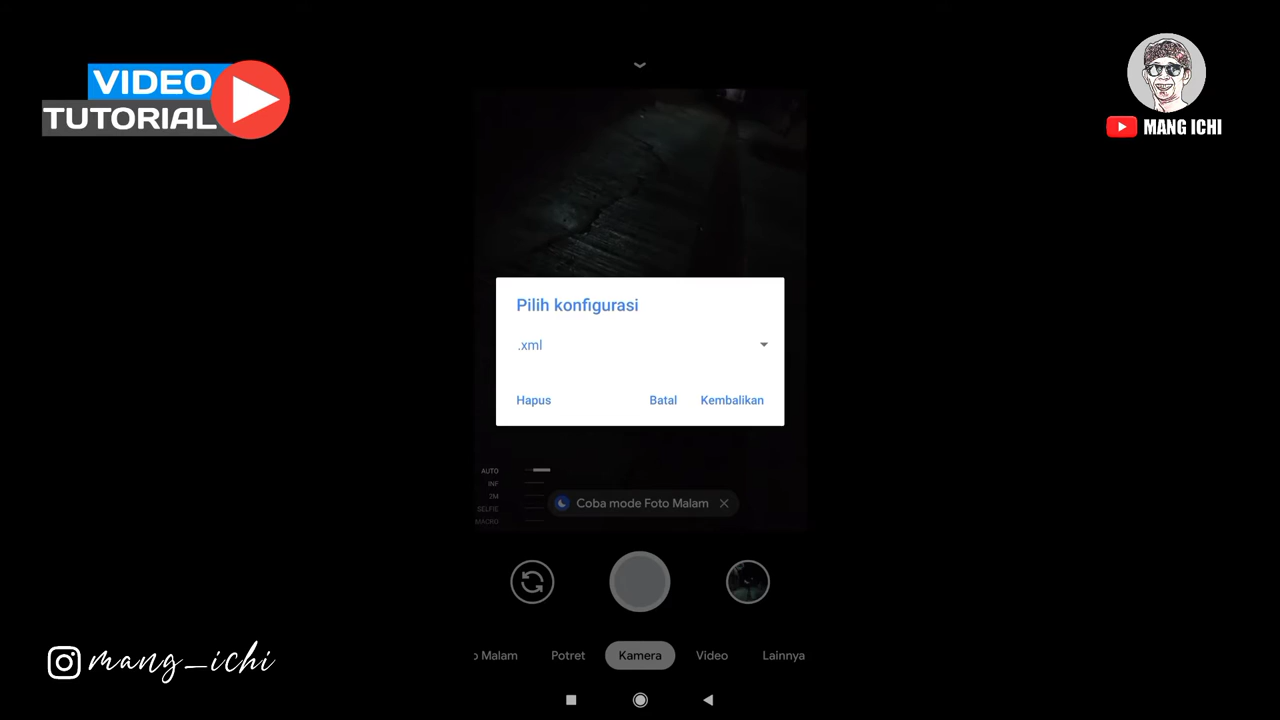 VIDEO
TUTORIAL
MANG ICHI
Pilih konfigurasi
.xml
Hapus
Batal
Kembalikan
AUTO
INF
7M
SELFIE
MACRO
Coba mode Foto Malam
o Malam
Potret
Kamera
Video
Lainnya
mang_ichi